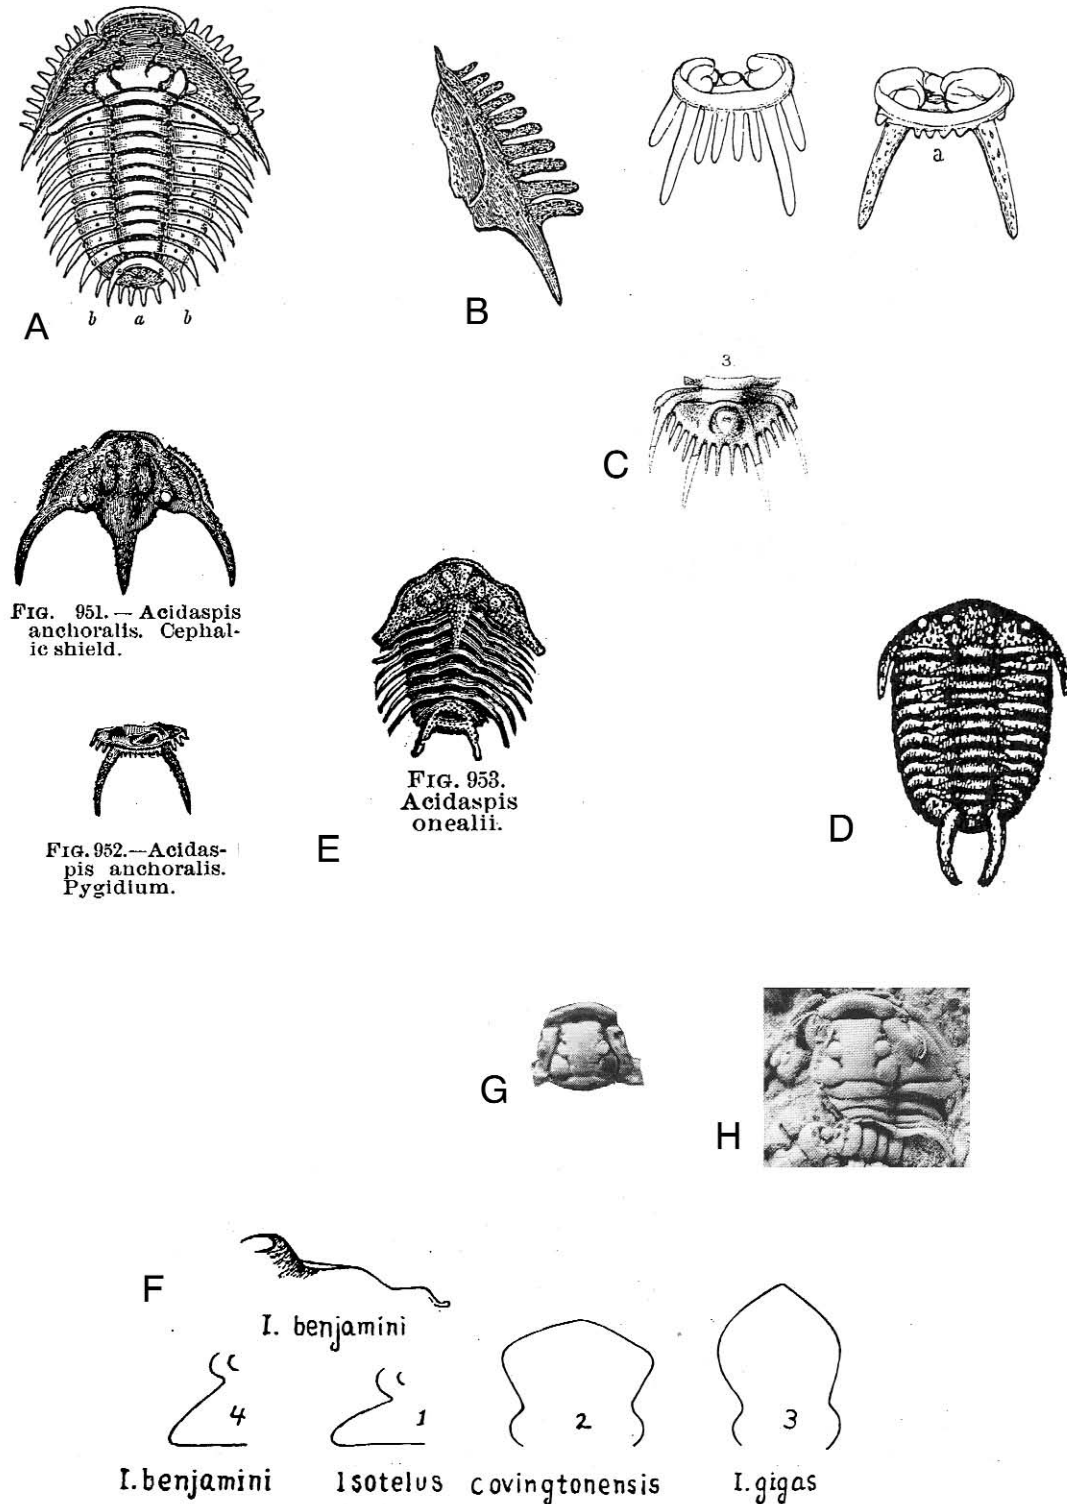 a
A
b a b
B
3.
C
FIG. 951. — Acidaspis
anchoralis. Cephal-
ic shield.
FIG. 952.—Acidas-
pis anchoralis.
Pygidium.
FIG. 953.
Acidaspis
onealii.
E
D
G
H
F
I. benjamini
4
1
2
3
I. benjamini
Isotelus
covingtonensis
I. gigas